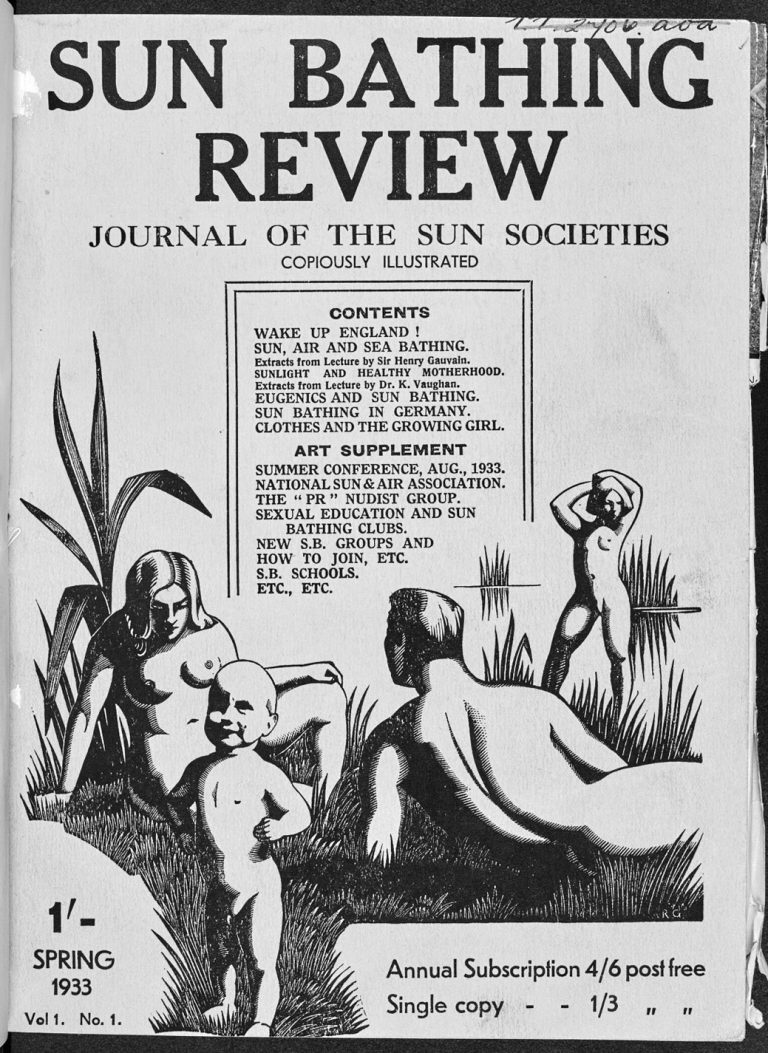 SUN BATHING
REVIEW
JOURNAL OF THE SUN SOCIETIES
COPIOUSLY ILLUSTRATED
CONTENTS
WAKE UP ENGLAND !
SUN, AIR AND SEA BATHING.
Extracts from Lecture by Sir Henry Gauvain.
SUNLIGHT AND HEALTHY MOTHERHOOD.
Extracts from Lecture by Dr. K. Vaughan.
EUGENICS AND SUN BATHING.
SUN BATHING IN GERMANY.
CLOTHES AND THE GROWING GIRL.
ART SUPPLEMENT
SUMMER CONFERENCE, AUG., 1933.
NATIONAL SUN & AIR ASSOCIATION.
THE “ PR ” NUDIST GROUP.
SEXUAL EDUCATION AND SUN
BATHING CLUBS.
NEW S.B. GROUPS AND
HOW TO JOIN, ETC.
S.B. SCHOOLS.
ETC., ETC.
RG
1/-
SPRING
1933
Vol 1. No. 1.
Annual Subscription 4/6 post free
Single copy - - 1/3 „ „